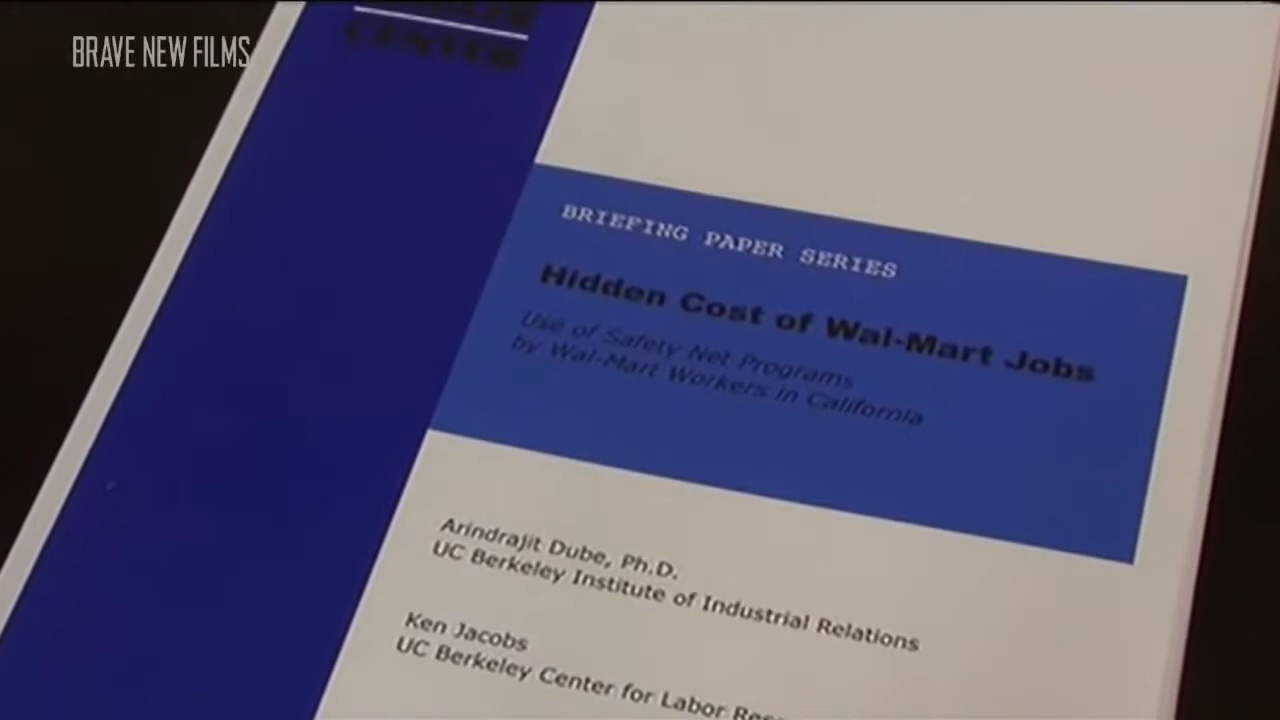 BRAVE NEW FILMS
CENTER
BRIEFING PAPER SERIES
Hidden Cost of Wal-Mart Jobs
Use of Safety Net Programs
by Wal-Mart Workers in California
Arindrajit Dube, Ph.D.
UC Berkeley Institute of Industrial Relations
Ken Jacobs
UC Berkeley Center for Labor